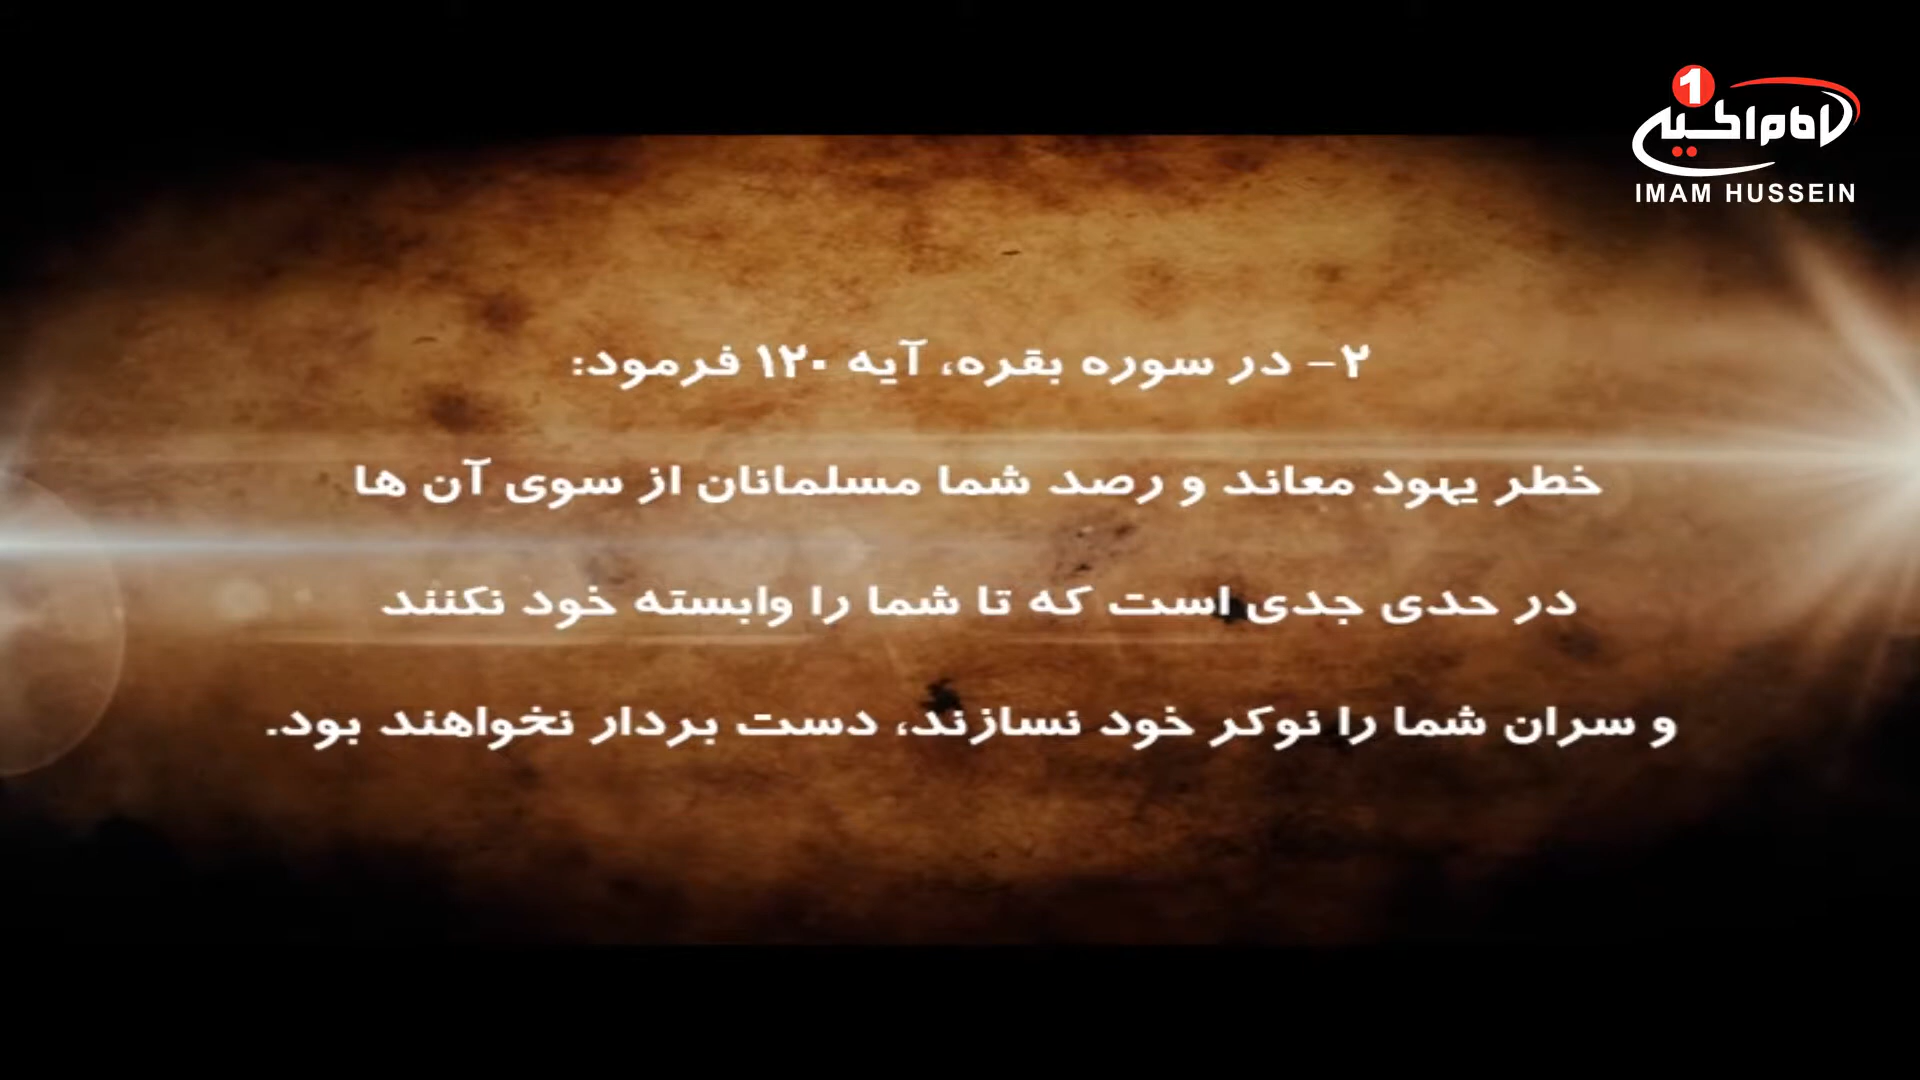 1
امام الحسین
IMAM HUSSEIN
۲- در سوره بقره، آیه ۱۲۰ فرمود:
خطر یهود معاند و رصد شما مسلمانان از سوی آن ها
در حدی جدی است که تا شما را وابسته خود نکنند
و سران شما را نوکر خود نسازند، دست بردار نخواهند بود.